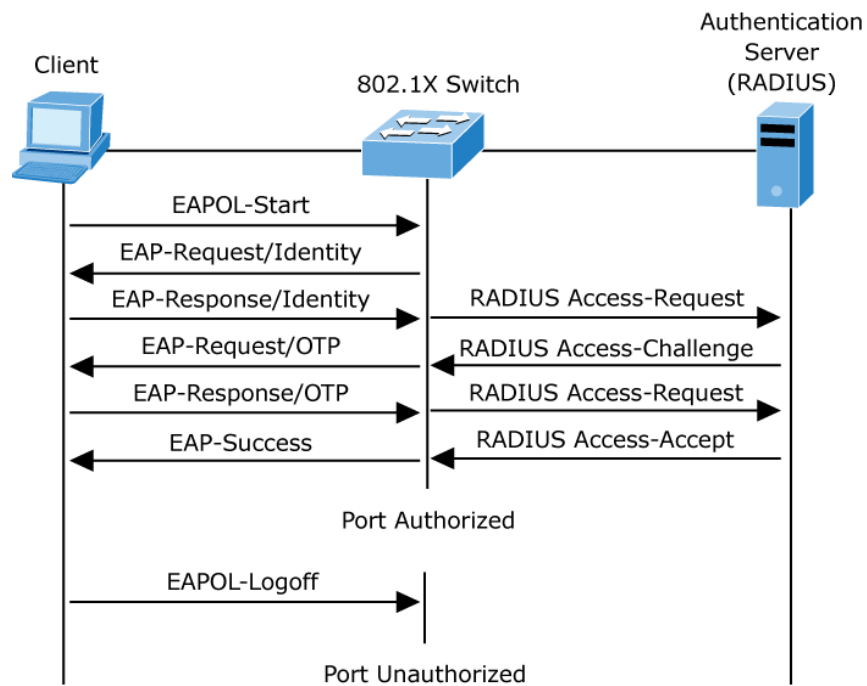 Authentication
Server
(RADIUS)
Client
802.1X Switch
EAPOL-Start
EAP-Request/Identity
EAP-Response/Identity
RADIUS Access-Request
EAP-Request/OTP
RADIUS Access-Challenge
EAP-Response/OTP
RADIUS Access-Request
EAP-Success
RADIUS Access-Accept
Port Authorized
EAPOL-Logoff
Port Unauthorized